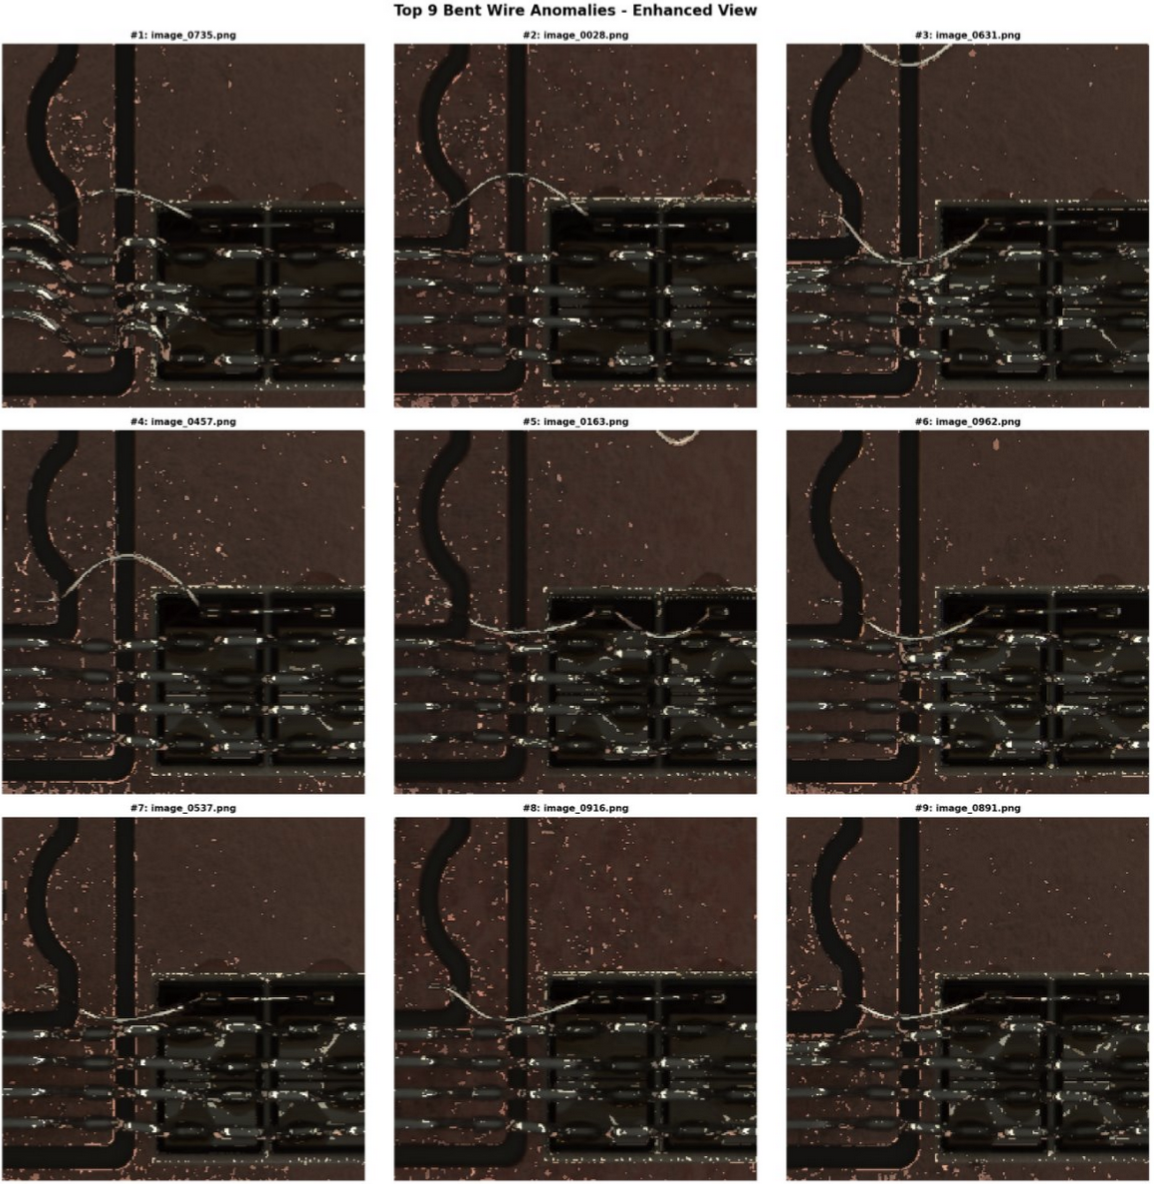 Top 9 Bent Wire Anomalies - Enhanced View
#1: image_0735.png
#2: image_0028.png
#3: image_0631.png
#4: image_0457.png
#5: image_0163.png
#6: image_0962.png
#7: image_0537.png
#8: image_0916.png
#9: image_0891.png